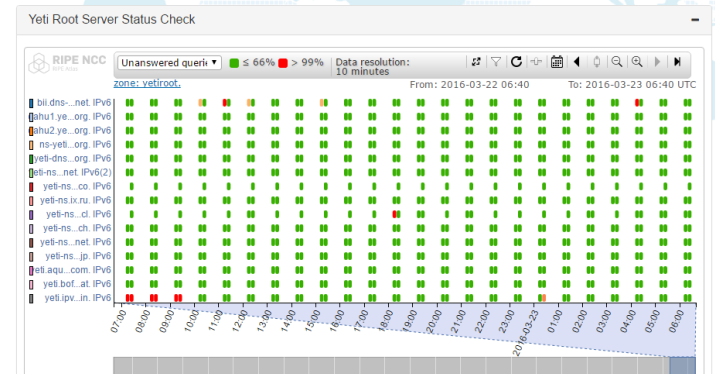 Yeti Root Server Status Check
RIPE NCC
RIPE Atlas
Unanswered querie ≤ 66% > 99% Data resolution:
10 minutes
zone: yetiroot.
From: 2016-03-22 06:40 To: 2016-03-23 06:40 UTC
bii.dns-...net. IPv6
ahu1.ye...org. IPv6
ahu2.ye...org. IPv6
ns-yeti...org. IPv6
yeti-dns...org. IPv6
eti-ns...net. IPv6(2)
yeti-ns...co. IPv6
yeti-ns.ix.ru. IPv6
yeti-ns...cl. IPv6
yeti-ns...ch. IPv6
yeti-ns...net. IPv6
yeti-ns...jp. IPv6
eti.aqu...com. IPv6
yeti.bof...at. IPv6
yeti.ipv...in. IPv6
07:00 08:00 09:00 10:00 11:00 12:00 13:00 14:00 15:00 16:00 17:00 18:00 19:00 20:00 21:00 22:00 23:00 2016-03-23 01:00 02:00 03:00 04:00 05:00 06:00